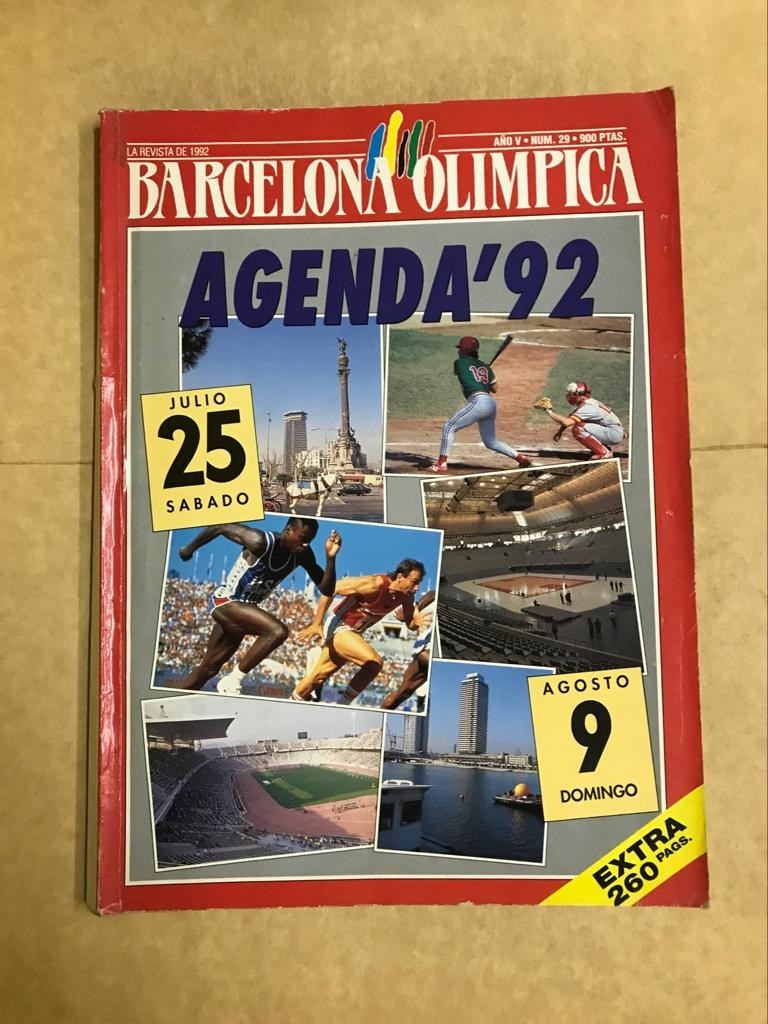 LA REVISTA DE 1992
AÑO V • NUM. 29 • 900 PTAS.
BARCELONA OLIMPICA
AGENDA'92
JULIO
25
SABADO
19
AGOSTO
9
DOMINGO
EXTRA
260 PAGS.